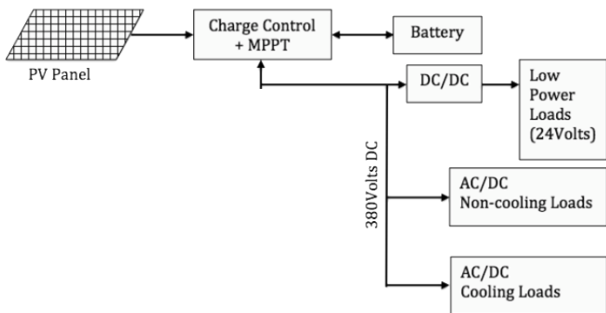 Charge Control
+ MPPT
Battery
PV Panel
DC/DC
Low
Power
Loads
(24Volts)
380Volts DC
AC/DC
Non-cooling Loads
AC/DC
Cooling Loads